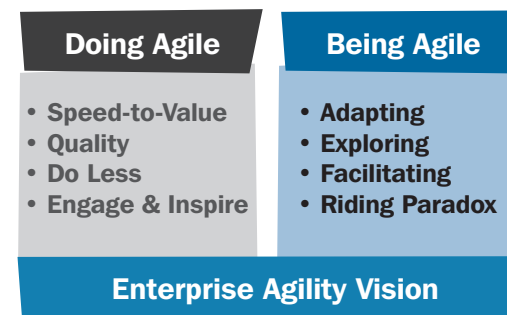 Doing Agile
• Speed-to-Value
• Quality
• Do Less
• Engage & Inspire
Being Agile
• Adapting
• Exploring
• Facilitating
• Riding Paradox
Enterprise Agility Vision